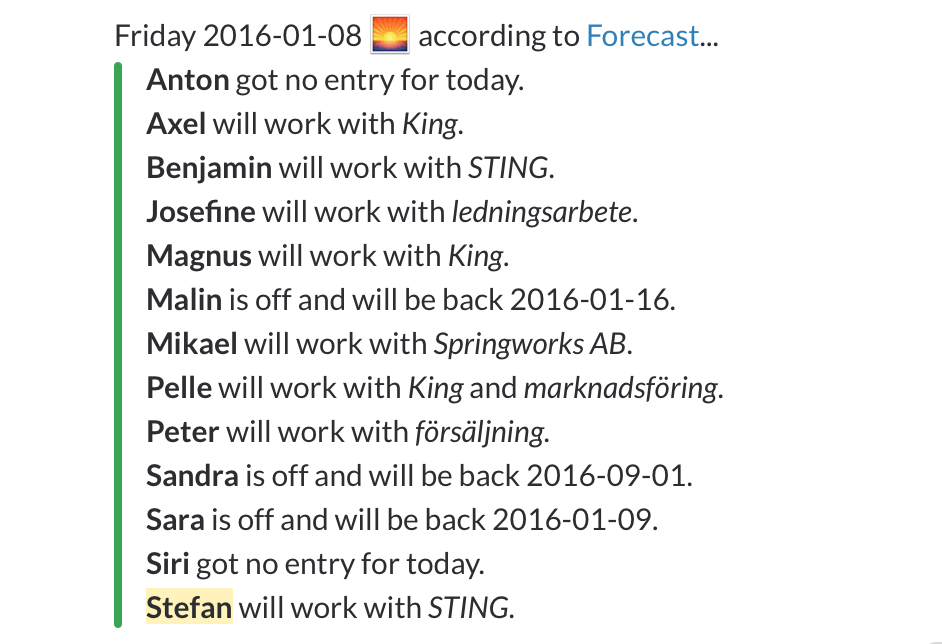 Friday 2016-01-08 🌅 according to Forecast...
Anton got no entry for today.
Axel will work with King.
Benjamin will work with STING.
Josefine will work with ledningsarbete.
Magnus will work with King.
Malin is off and will be back 2016-01-16.
Mikael will work with Springworks AB.
Pelle will work with King and marknadsföring.
Peter will work with försäljning.
Sandra is off and will be back 2016-09-01.
Sara is off and will be back 2016-01-09.
Siri got no entry for today.
Stefan will work with STING.